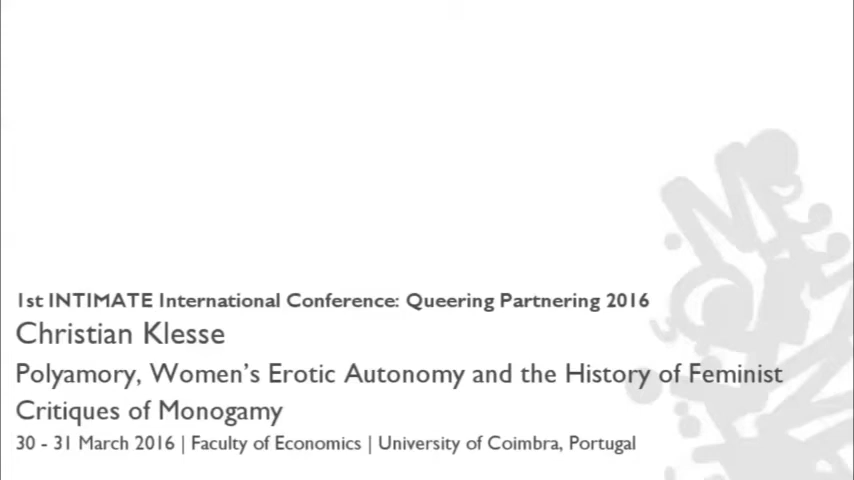 1st INTIMATE International Conference: Queering Partnering 2016
Christian Klesse
Polyamory, Women's Erotic Autonomy and the History of Feminist
Critiques of Monogamy
30 - 31 March 2016 | Faculty of Economics | University of Coimbra, Portugal